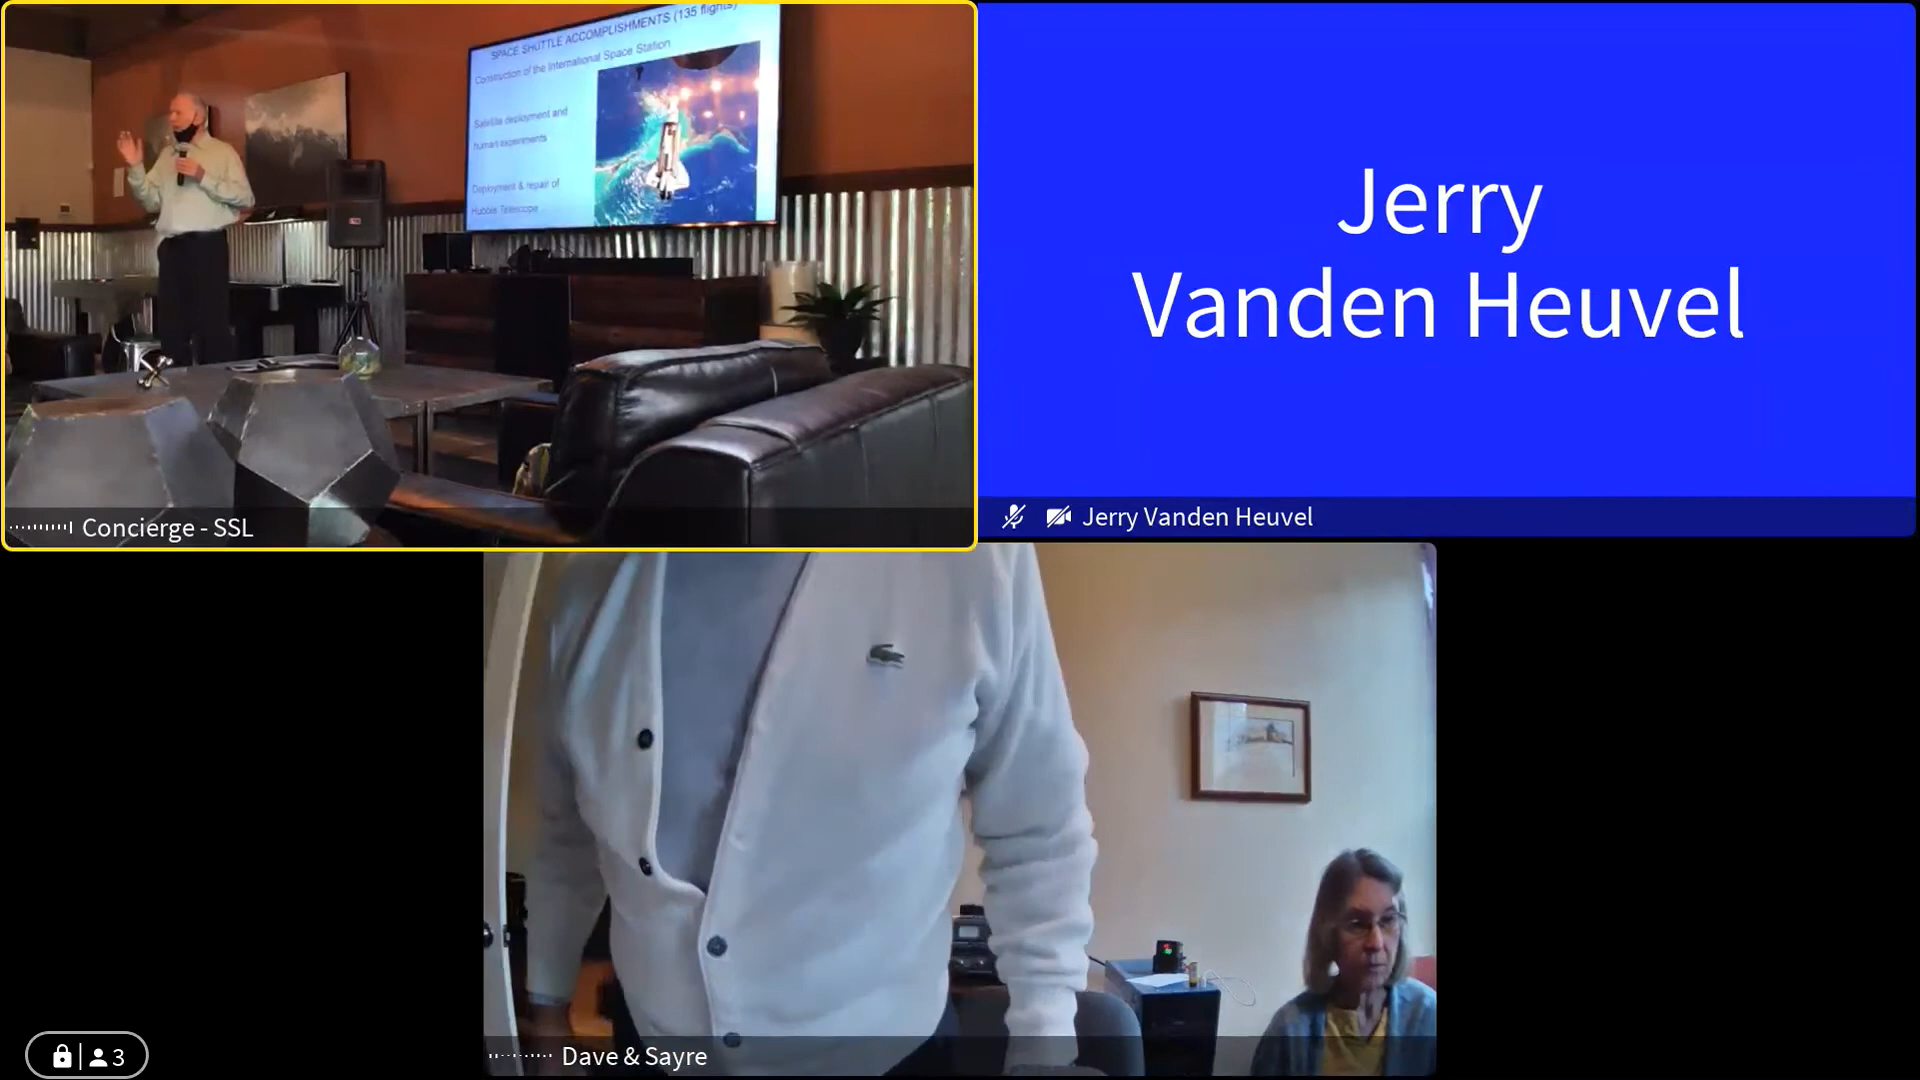 SPACE SHUTTLE ACCOMPLISHMENTS (135 flights)
Construction of the International Space Station
Satellite deployment and
human experiments
Deployment & repair of
Hubble Telescope
Concierge - SSL
Jerry
Vanden Heuvel
Jerry Vanden Heuvel
Dave & Sayre
3